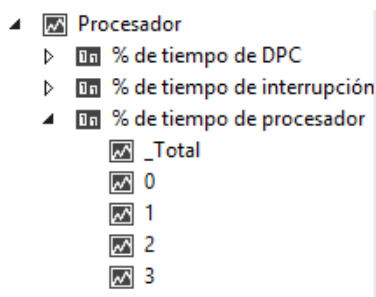 Procesador
% de tiempo de DPC
% de tiempo de interrupción
% de tiempo de procesador
_Total
0
1
2
3